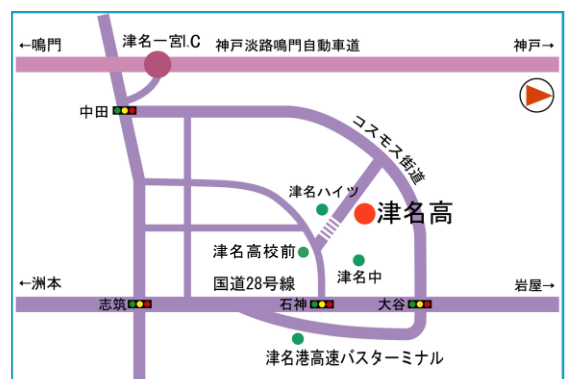 津名一宮I.C
←鳴門
神戸淡路鳴門自動車道
神戸→
中田
コスモス街道
津名ハイツ
津名高
津名高校前
津名中
←洲本
国道28号線
岩屋→
志筑
石神
大谷
津名港高速バスターミナル